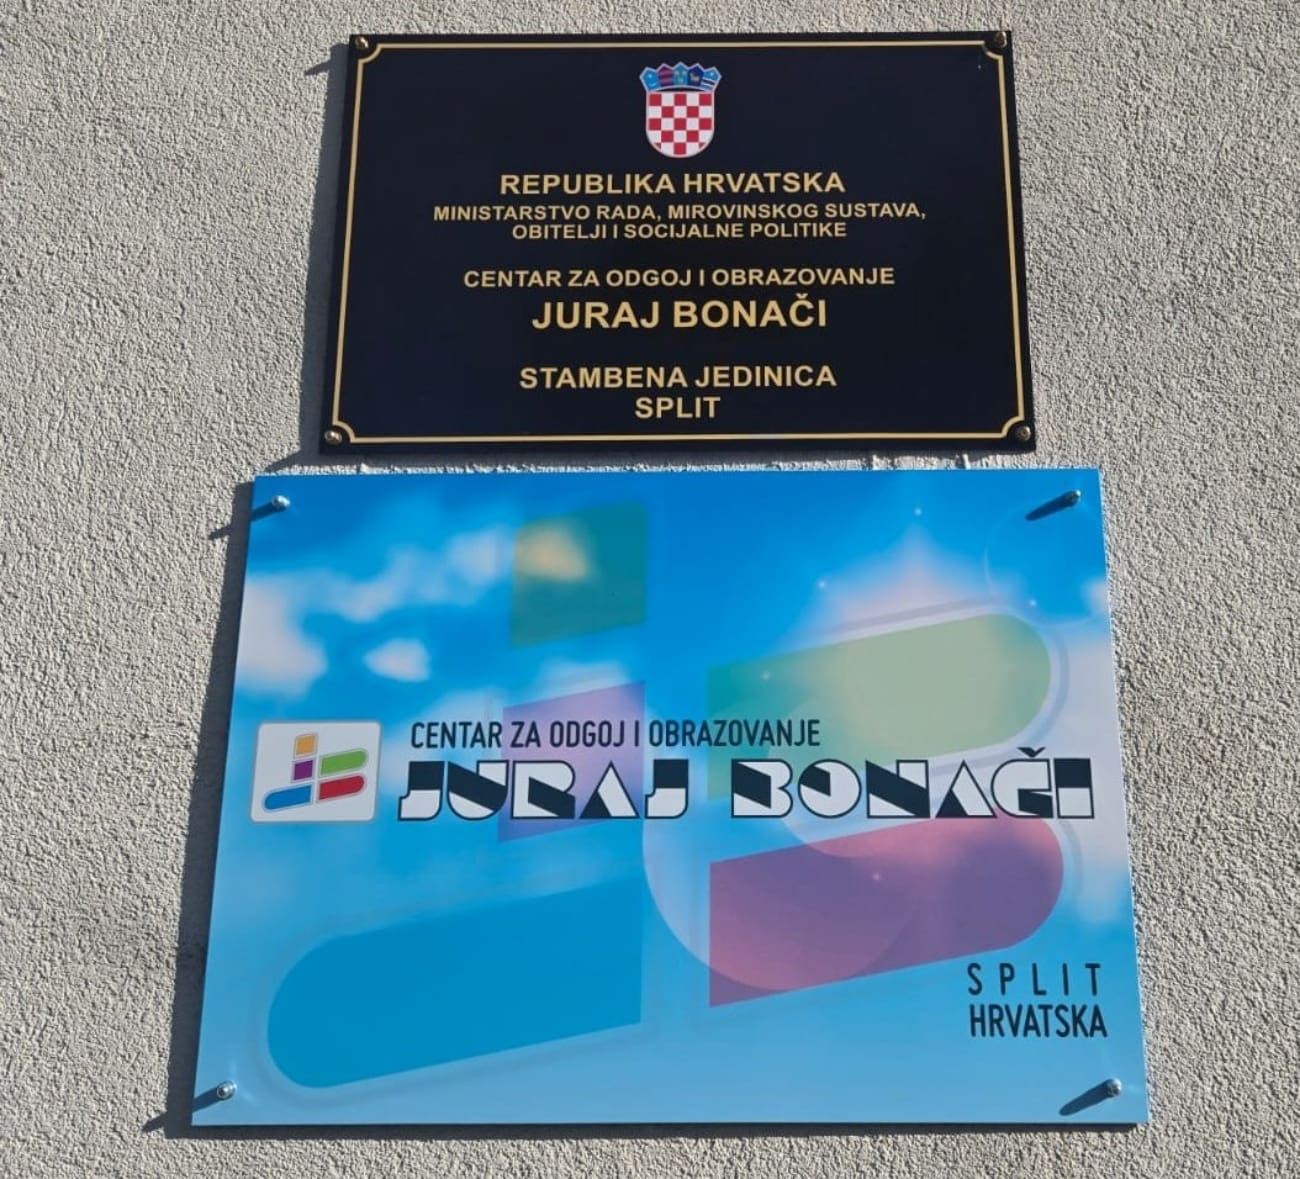 REPUBLIKA HRVATSKA
MINISTARSTVO RADA, MIROVINSKOG SUSTAVA,
OBITELJI I SOCIJALNE POLITIKE
CENTAR ZA ODGOJ I OBRAZOVANJE
JURAJ BONAČI
STAMBENA JEDINICA
SPLIT
CENTAR ZA ODGOJ I OBRAZOVANJE
JURAJ BONAČI
SPLIT
HRVATSKA